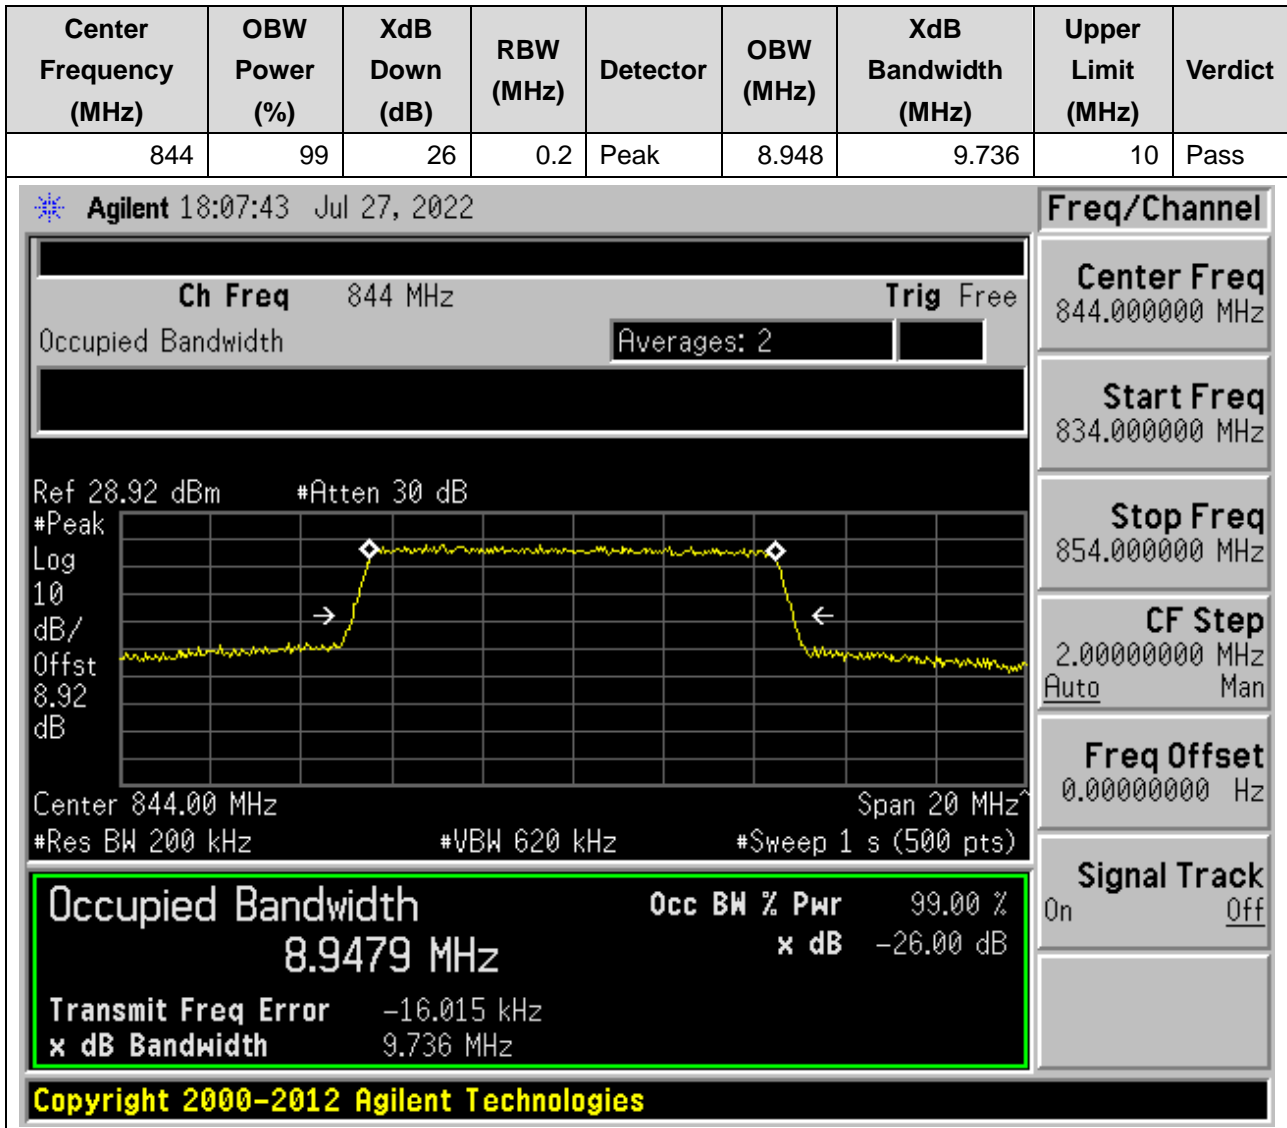 Center Frequency (MHz) OBW Power (%) XdB Down (dB) RBW (MHz) Detector OBW (MHz) XdB Bandwidth (MHz) Upper Limit (MHz) Verdict
844 99 26 0.2 Peak 8.948 9.736 10 Pass
Agilent 18:07:43 Jul 27, 2022
Freq/Channel
Ch Freq 844 MHz Trig Free
Occupied Bandwidth Averages: 2
Ref 28.92 dBm #Atten 30 dB
#Peak
Log
10
dB/
Offst
8.92
dB
Center 844.00 MHz Span 20 MHz^
#Res BW 200 kHz #VBW 620 kHz #Sweep 1 s (500 pts)
Occupied Bandwidth Occ BW % Pwr 99.00 %
8.9479 MHz x dB -26.00 dB
Transmit Freq Error -16.015 kHz
x dB Bandwidth 9.736 MHz
Center Freq
844.000000 MHz
Start Freq
834.000000 MHz
Stop Freq
854.000000 MHz
CF Step
2.00000000 MHz
Auto Man
Freq Offset
0.00000000 Hz
Signal Track
On Off
Copyright 2000-2012 Agilent Technologies